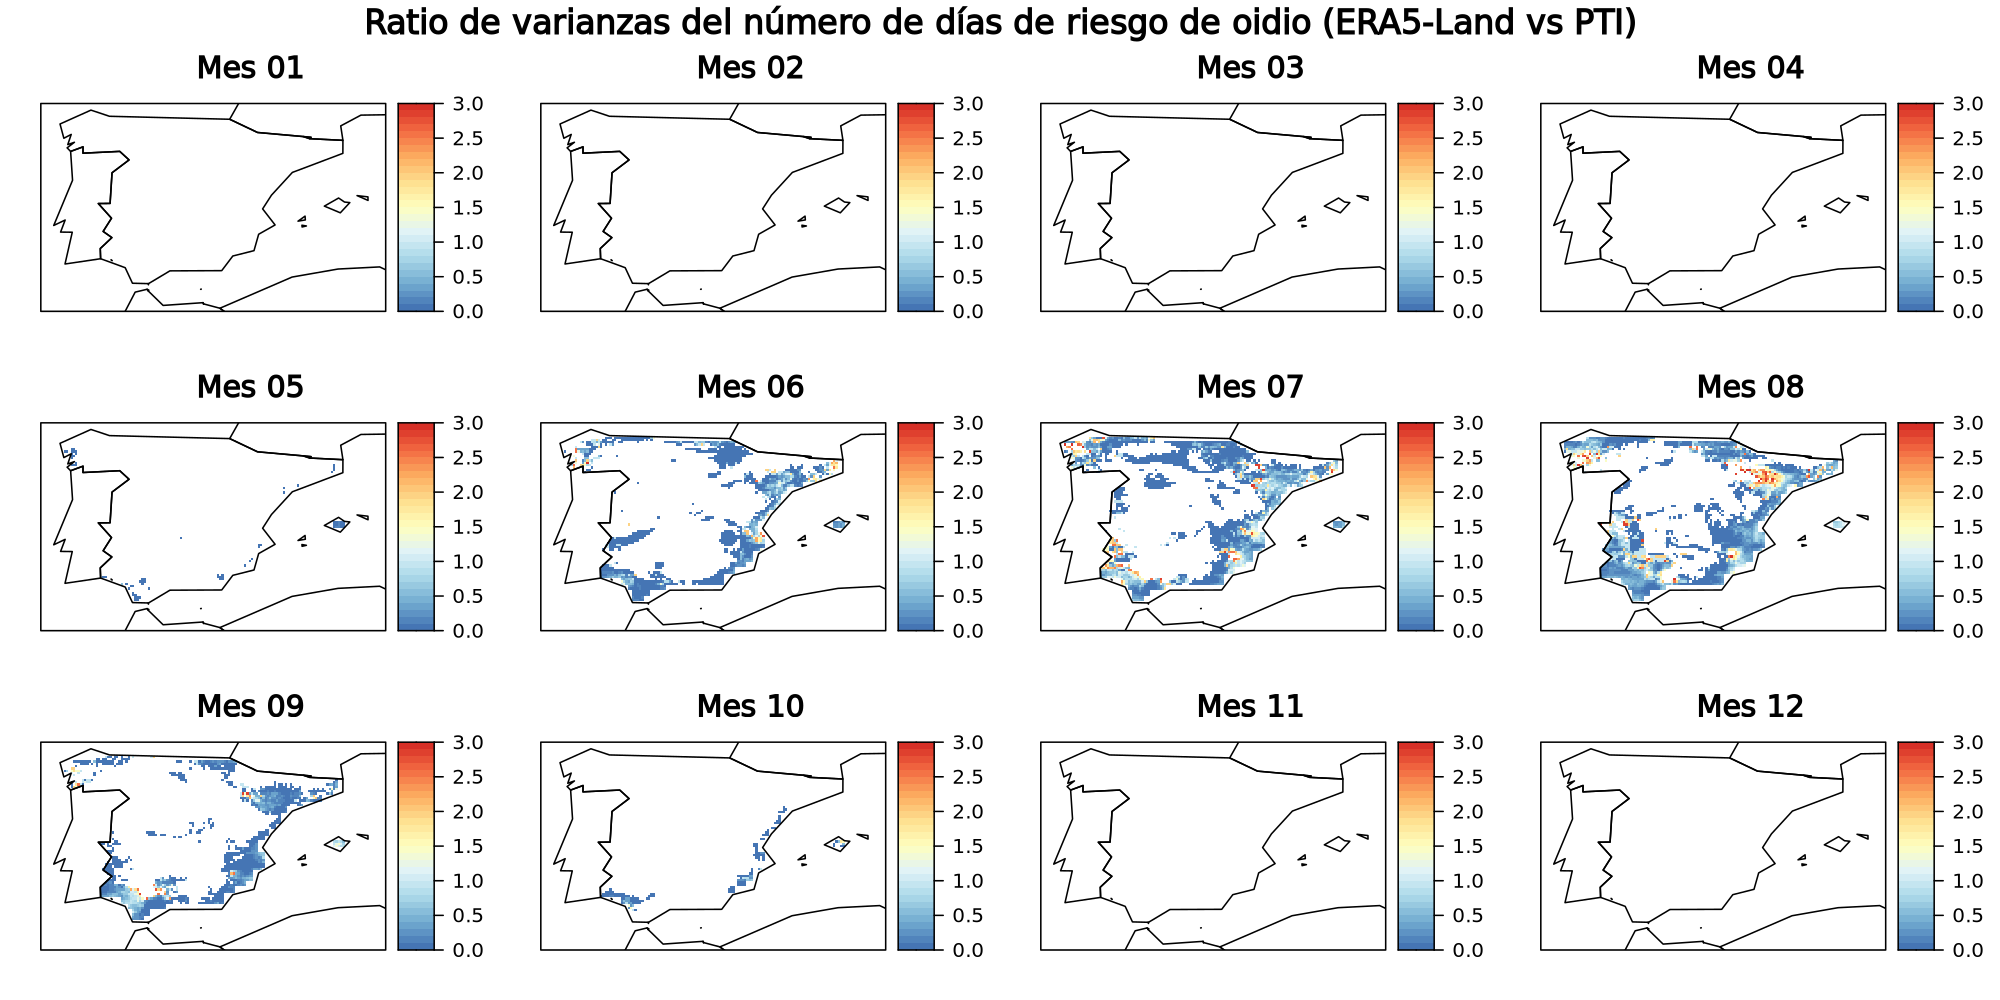 Ratio de varianzas del número de días de riesgo de oidio (ERA5-Land vs PTI)
Mes 01 Mes 02 Mes 03 Mes 04
3.0 3.0 3.0 3.0
2.5 2.5 2.5 2.5
2.0 2.0 2.0 2.0
1.5 1.5 1.5 1.5
1.0 1.0 1.0 1.0
0.5 0.5 0.5 0.5
0.0 0.0 0.0 0.0
Mes 05 Mes 06 Mes 07 Mes 08
3.0 3.0 3.0 3.0
2.5 2.5 2.5 2.5
2.0 2.0 2.0 2.0
1.5 1.5 1.5 1.5
1.0 1.0 1.0 1.0
0.5 0.5 0.5 0.5
0.0 0.0 0.0 0.0
Mes 09 Mes 10 Mes 11 Mes 12
3.0 3.0 3.0 3.0
2.5 2.5 2.5 2.5
2.0 2.0 2.0 2.0
1.5 1.5 1.5 1.5
1.0 1.0 1.0 1.0
0.5 0.5 0.5 0.5
0.0 0.0 0.0 0.0